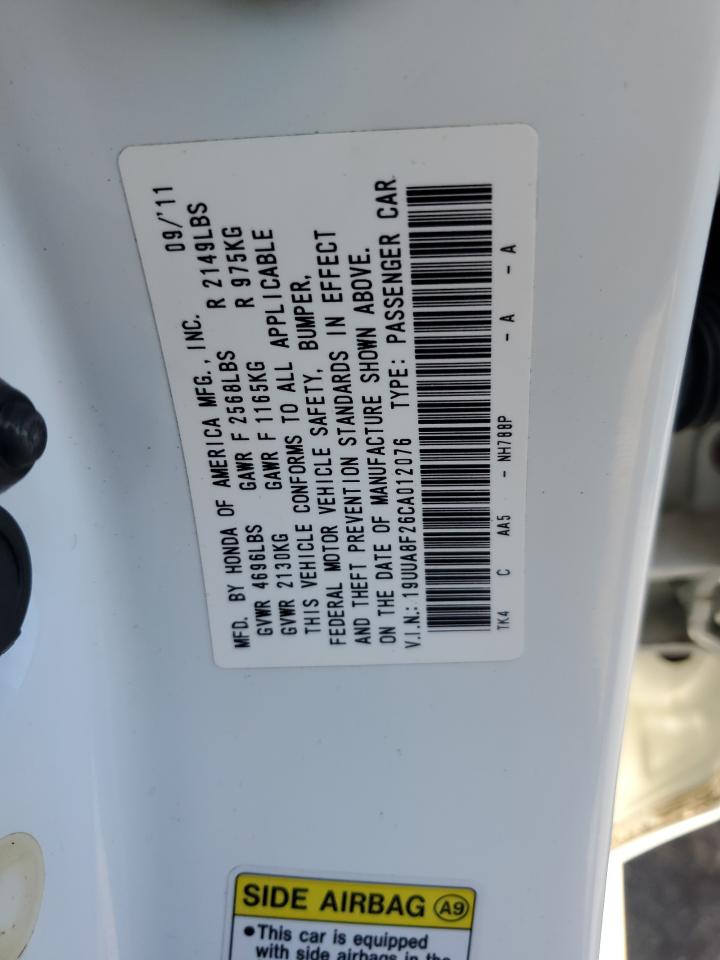 MFD. BY HONDA OF AMERICA MFG., INC. 09/'11
GVWR 4696LBS GAWR F 2568LBS R 2149LBS
GVWR 2130KG GAWR F 1165KG R 975KG
THIS VEHICLE CONFORMS TO ALL APPLICABLE
FEDERAL MOTOR VEHICLE SAFETY, BUMPER,
AND THEFT PREVENTION STANDARDS IN EFFECT
ON THE DATE OF MANUFACTURE SHOWN ABOVE.
V.I.N.: 19UUA8F26CA012076 TYPE: PASSENGER CAR
TK4 C AA5 - NH788P - A - A
SIDE AIRBAG A9
•This car is equipped
with side airbags in the